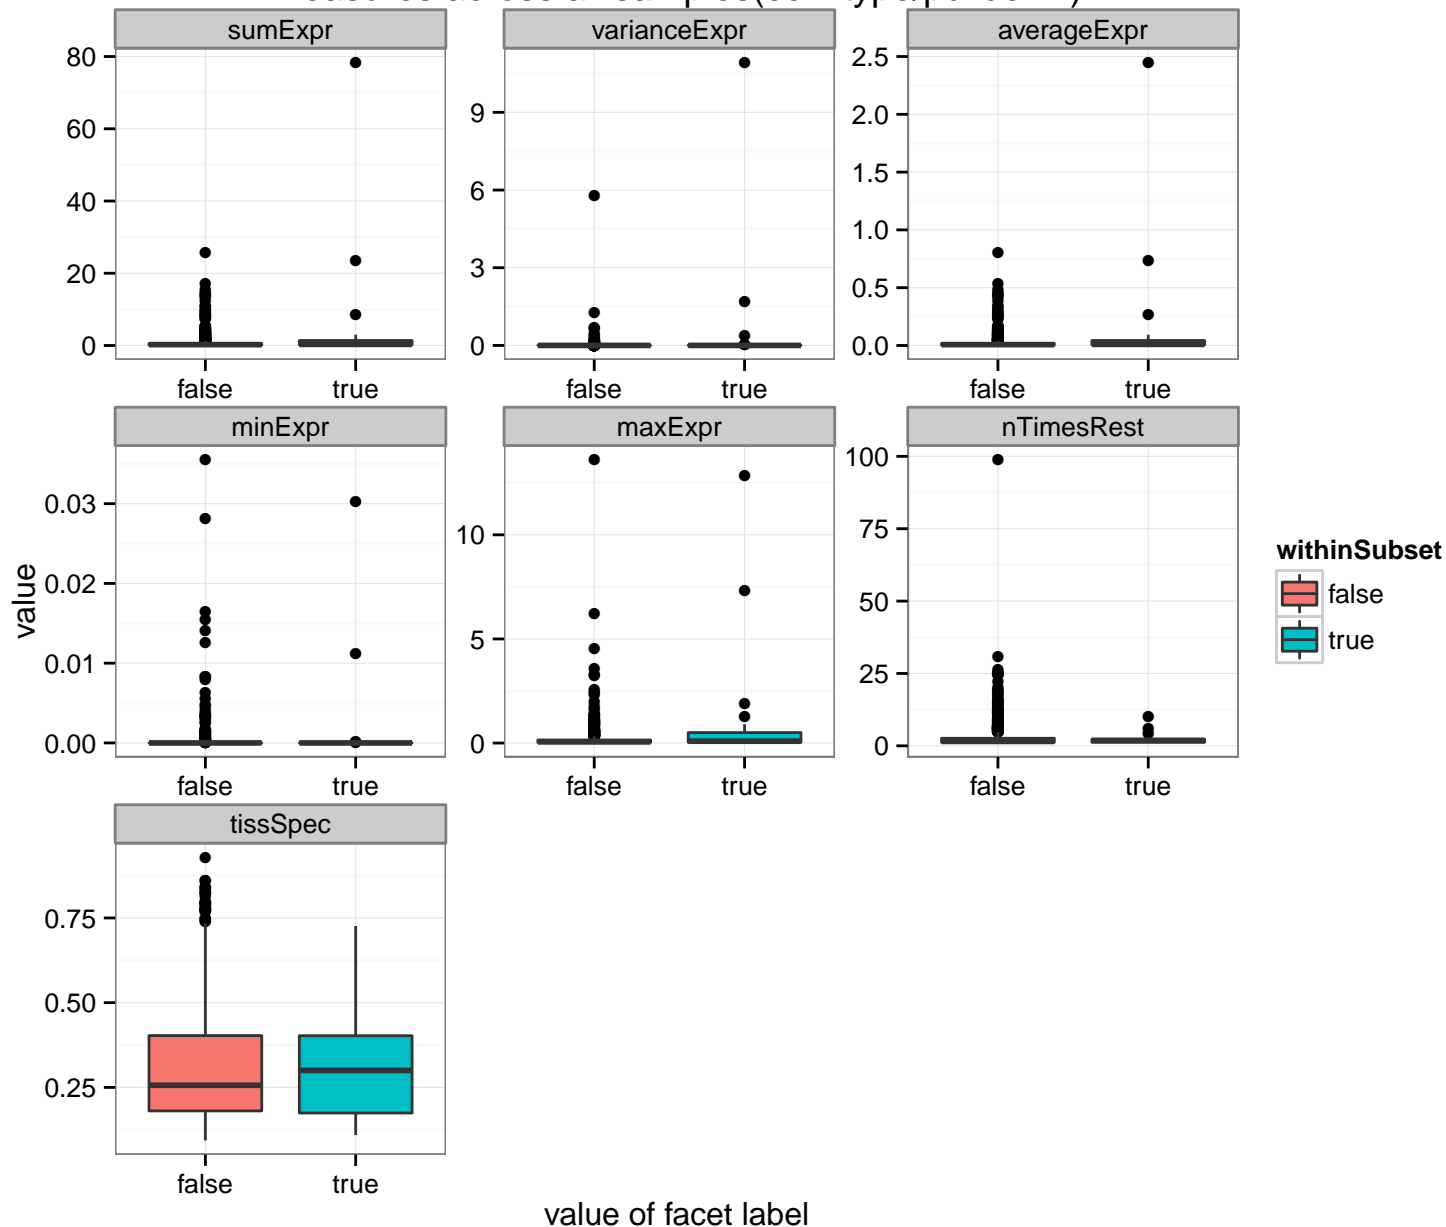 sumExpr
varianceExpr
averageExpr
80
60
40
20
0
9
6
3
0
2.5
2.0
1.5
1.0
0.5
0.0
false true
false true
false true
minExpr
maxExpr
nTimesRest
value
0.03
0.02
0.01
0.00
10
5
0
100
75
50
25
0
false true
false true
false true
withinSubset
false
true
tissSpec
0.75
0.50
0.25
false true
value of facet label